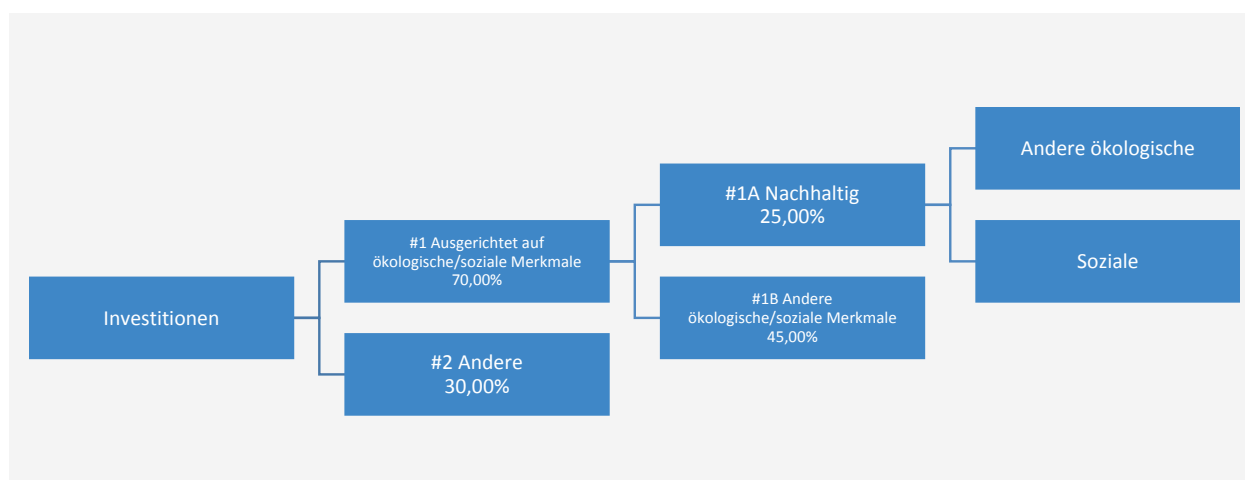 Investitionen
#1 Ausgerichtet auf
ökologische/soziale Merkmale
70,00%
#2 Andere
30,00%
#1A Nachhaltig
25,00%
#1B Andere
ökologische/soziale Merkmale
45,00%
Andere ökologische
Soziale